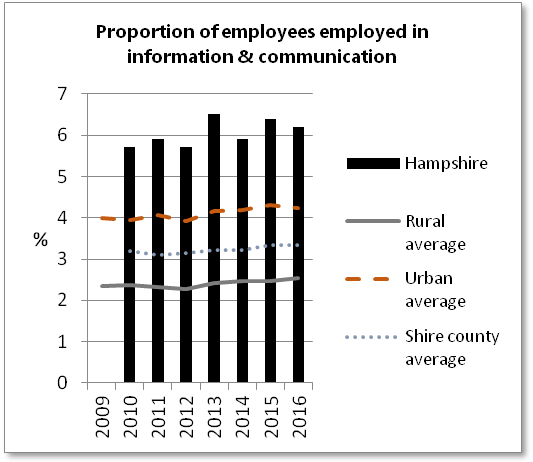 Proportion of employees employed in
information & communication
7
6
5
4
3
2
1
0
%
2009
2010
2011
2012
2013
2014
2015
2016
Hampshire
Rural
average
Urban
average
Shire county
average